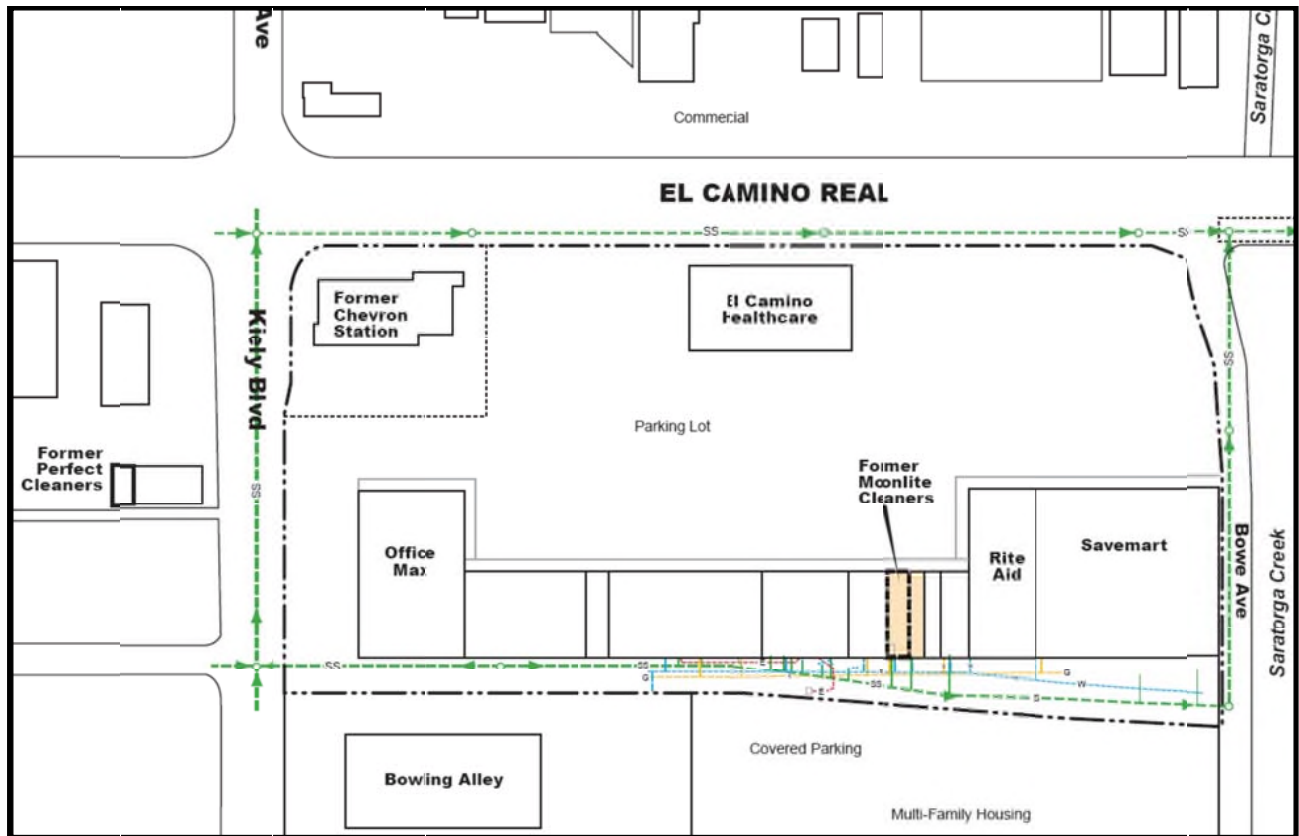 Ave
Saratorga C
Commercial
EL CAMINO REAL
SS
S
Former
Chevron
Station
El Camino
Healthcare
Kiely Blvd
SS
SS
Parking Lot
Former
Perfect
Cleaners
Former
Moonlite
Cleaners
Office
Max
Rite
Aid
Savemart
Bowe Ave
Saratorga Creek
SS
SS
E
G
G
SS
W
E
S
Covered Parking
Bowing Alley
Multi-Family Housing